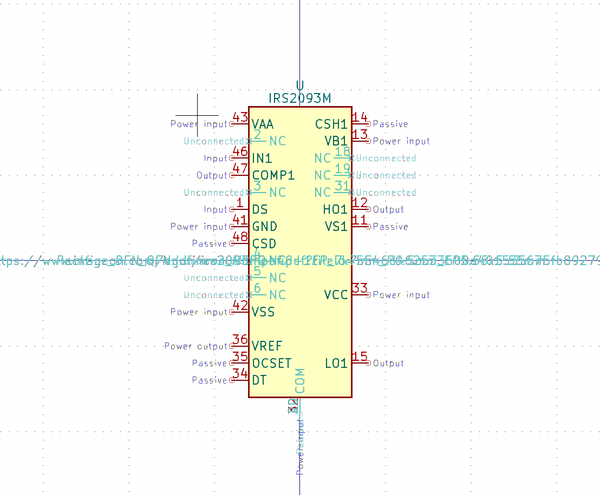 U
IRS2093M
Power input 43 VAA CSH1 14 Passive
Unconnected 2 NC VB1 13 Power input
Input 46 IN1 NC 18 Unconnected
Output 47 COMP1 NC 19 Unconnected
Unconnected 3 NC NC 31 Unconnected
Input 1 DS HO1 12 Output
Power input 41 GND VS1 11 Passive
Passive 48 CSD
Unconnected 5 NC
Unconnected 6 NC VCC 33 Power input
Power input 42 VSS
Power output 36 VREF
Passive 35 OCSET LO1 15 Output
Passive 34 DT
COM